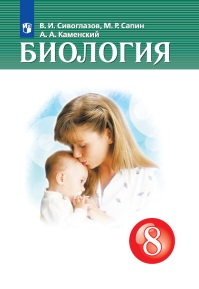 В. И. Сивоглазов, М. Р. Сапин
А. А. Каменский
БИОЛОГИЯ
8